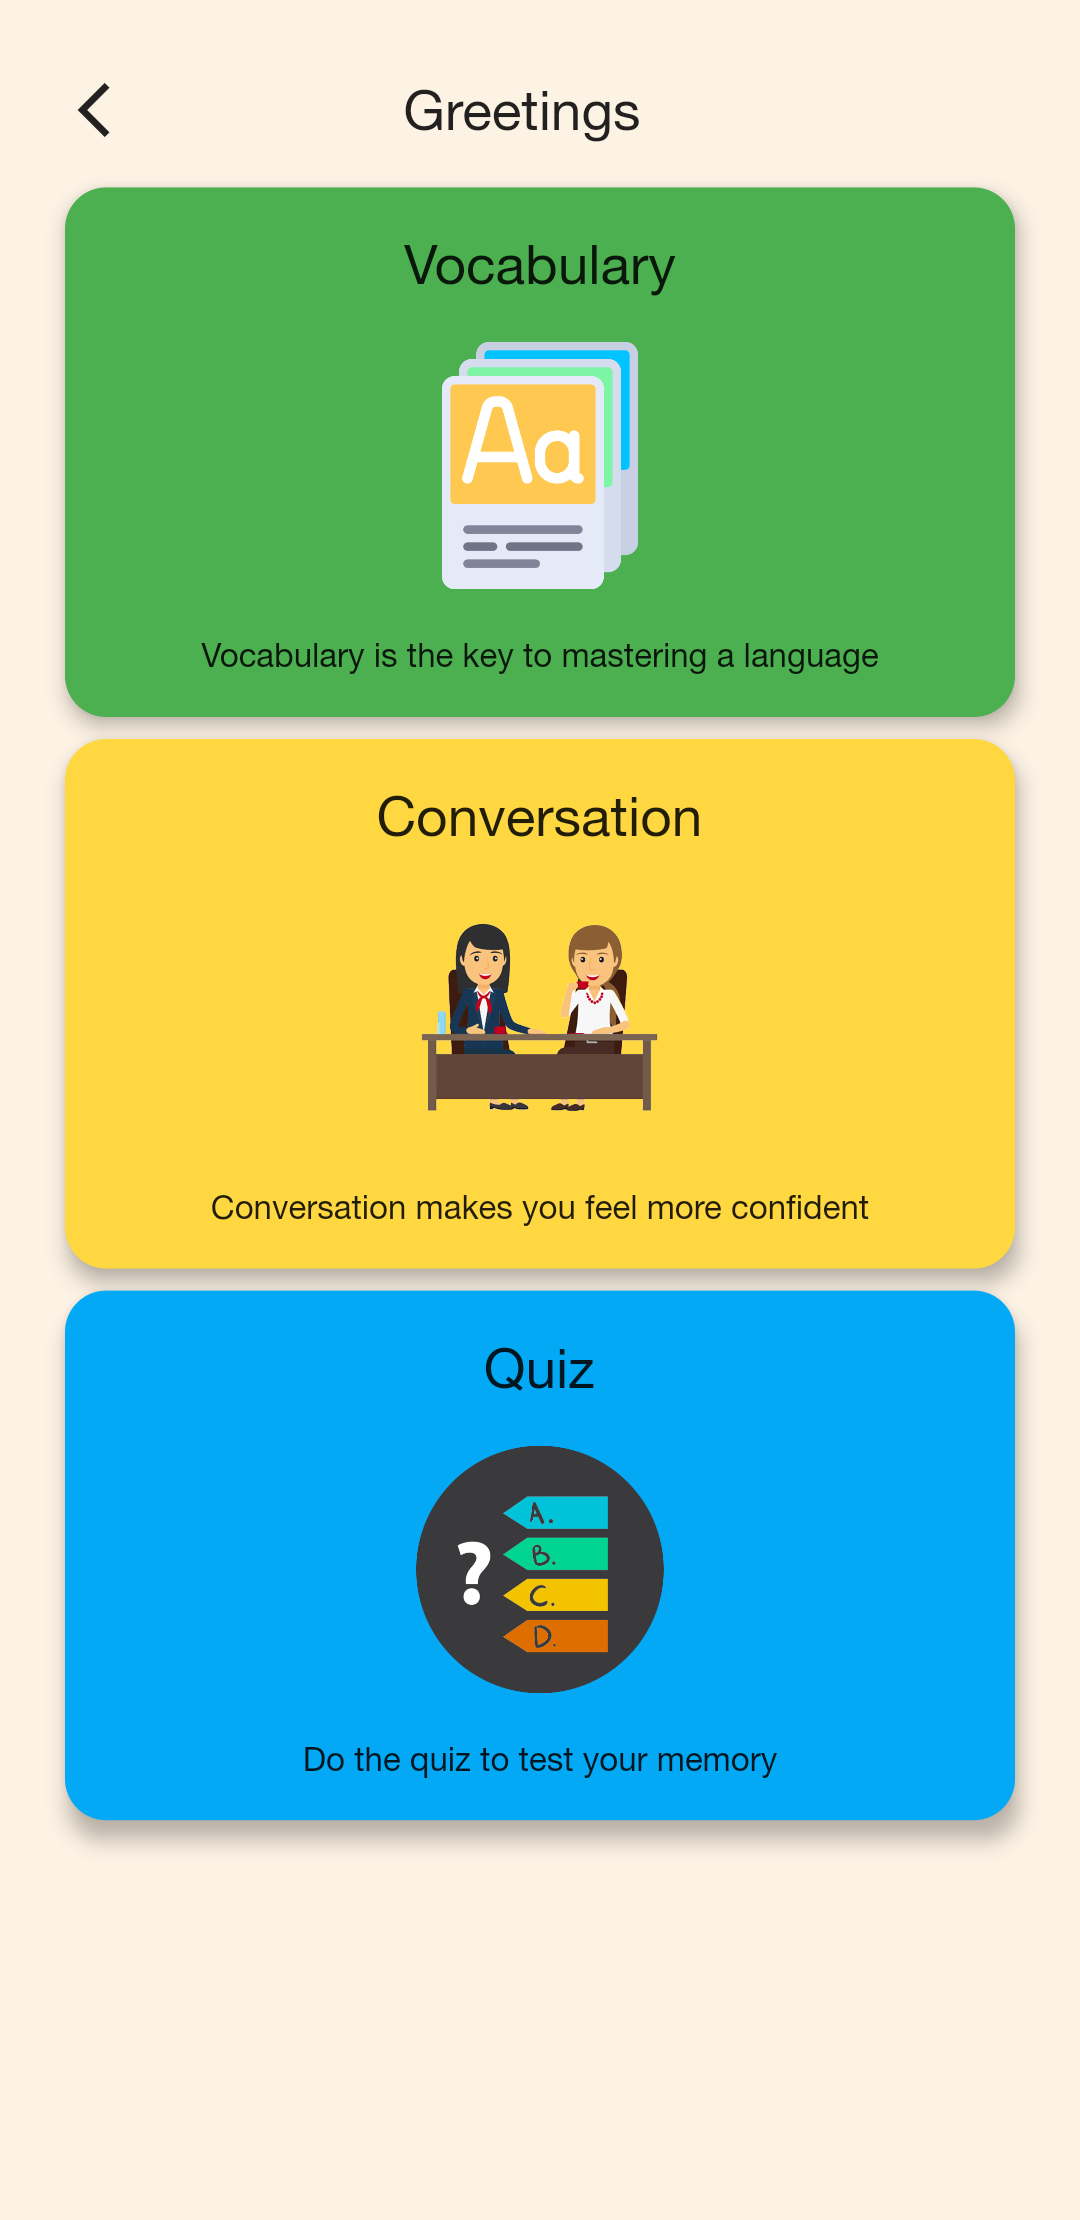 Greetings
Vocabulary
Aa
Vocabulary is the key to mastering a language
Conversation
Conversation makes you feel more confident
Quiz
?
A.
B.
C.
D.
Do the quiz to test your memory